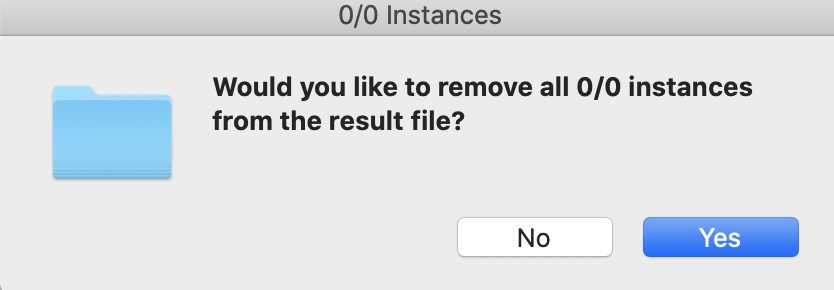 0/0 Instances
Would you like to remove all 0/0 instances
from the result file?
No
Yes